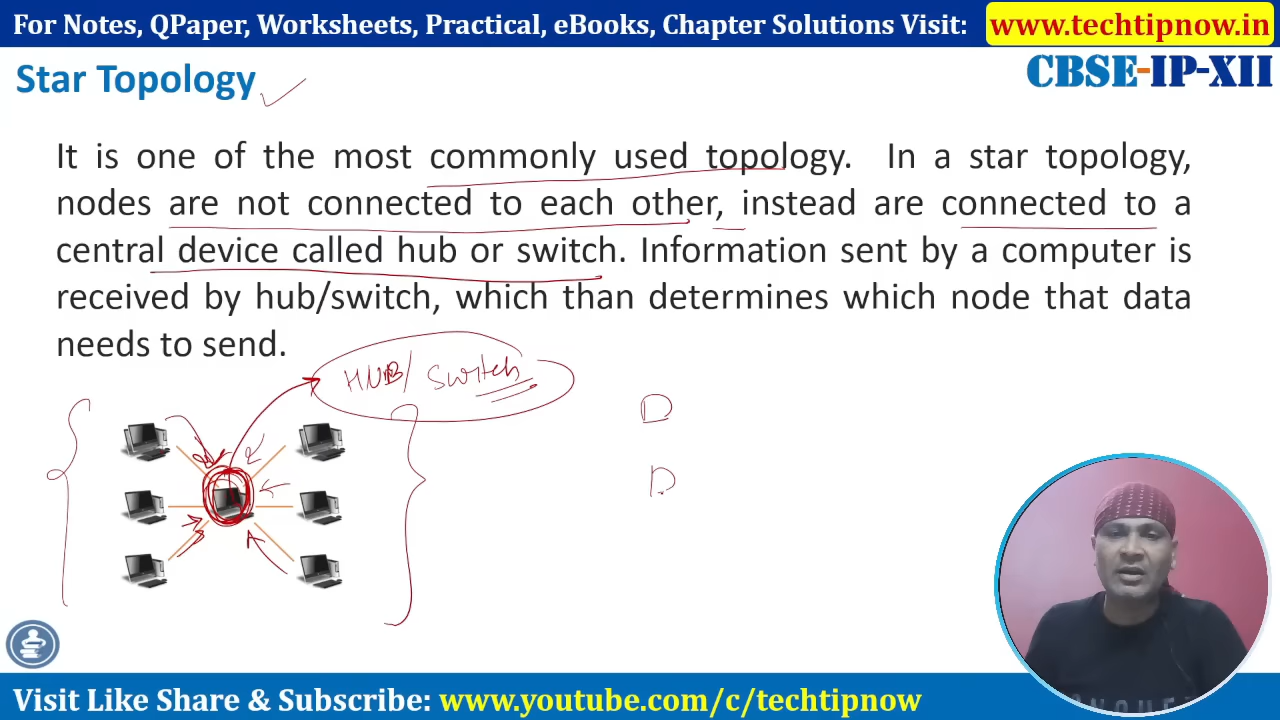 For Notes, QPaper, Worksheets, Practical, eBooks, Chapter Solutions Visit: www.techtipnow.in
Star Topology
CBSE-IP-XII
It is one of the most commonly used topology. In a star topology,
nodes are not connected to each other, instead are connected to a
central device called hub or switch. Information sent by a computer is
received by hub/switch, which than determines which node that data
needs to send.
HUB/ Switch
D
D
Visit Like Share & Subscribe: www.youtube.com/c/techtipnow